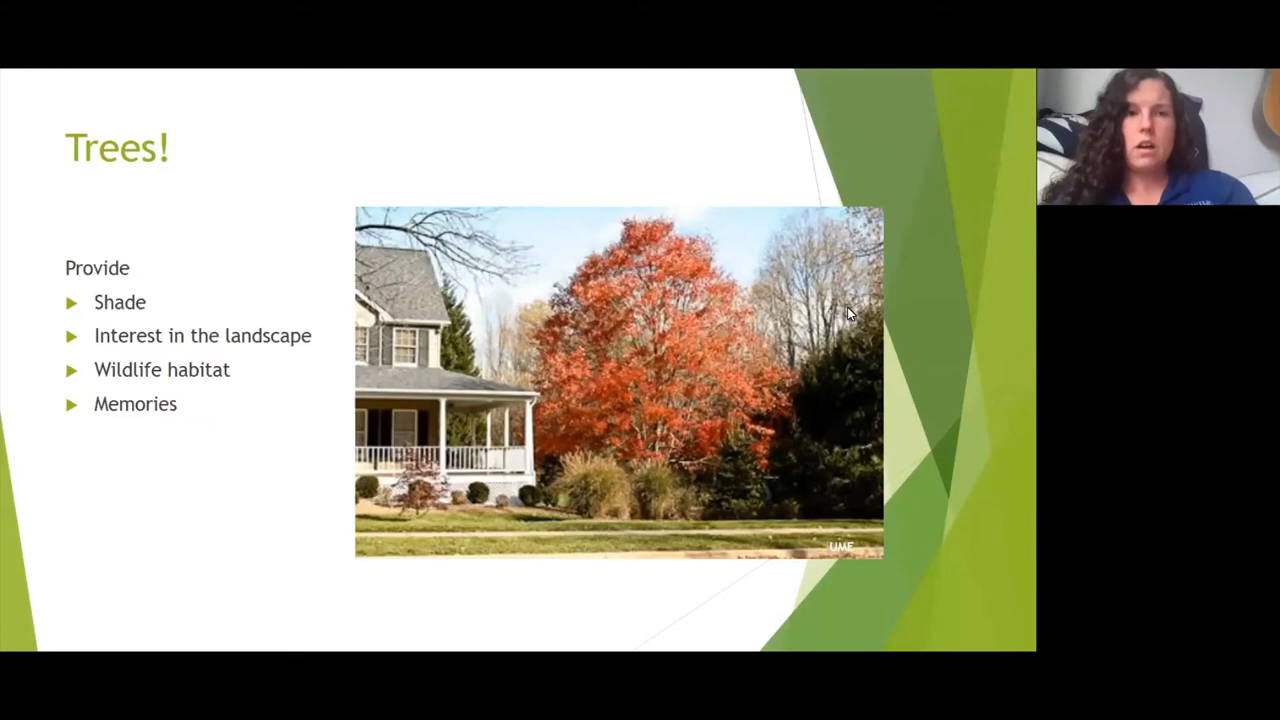 Trees!
Provide
Shade
Interest in the landscape
Wildlife habitat
Memories
UME